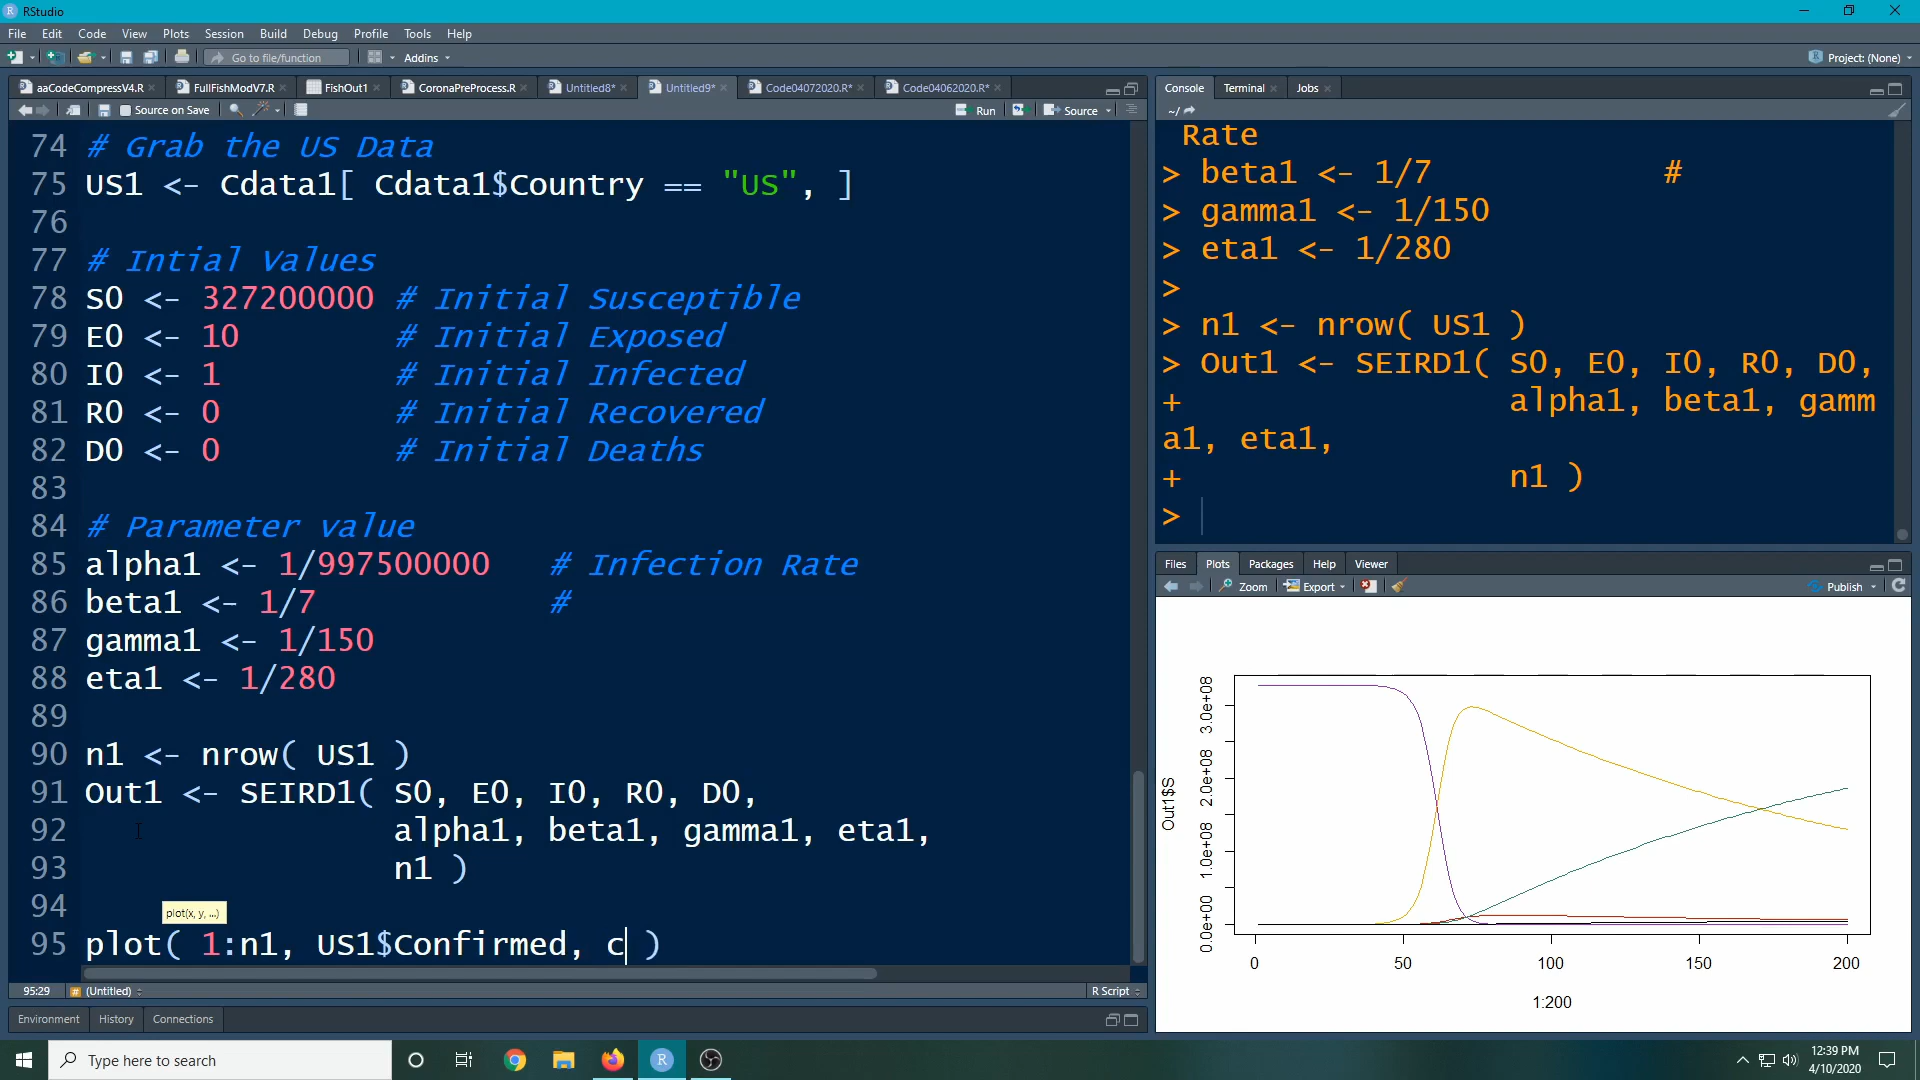 RStudio
File Edit Code View Plots Session Build Debug Profile Tools Help
Go to file/function Addins Project: (None)
aaCodeCompressV4.R FullFishModV7.R FishOut1 CoronaPreProcess.R Untitled8* Untitled9* Code04072020.R* Code04062020.R*
Source on Save Run Source
74 # Grab the US Data
75 US1 <- Cdata1[ Cdata1$Country == "US", ]
76
77 # Intial Values
78 S0 <- 327200000 # Initial Susceptible
79 E0 <- 10 # Initial Exposed
80 I0 <- 1 # Initial Infected
81 R0 <- 0 # Initial Recovered
82 D0 <- 0 # Initial Deaths
83
84 # Parameter value
85 alpha1 <- 1/997500000 # Infection Rate
86 beta1 <- 1/7 #
87 gamma1 <- 1/150
88 eta1 <- 1/280
89
90 n1 <- nrow( US1 )
91 Out1 <- SEIRD1( S0, E0, I0, R0, D0,
92 alpha1, beta1, gamma1, eta1,
93 n1 )
94
plot(x, y, ...)
95 plot( 1:n1, US1$Confirmed, c )
95:29 (Untitled) R Script
Environment History Connections
Console Terminal Jobs
~/
Rate
> beta1 <- 1/7 #
> gamma1 <- 1/150
> eta1 <- 1/280
>
> n1 <- nrow( US1 )
> Out1 <- SEIRD1( S0, E0, I0, R0, D0,
+ alpha1, beta1, gamm
a1, eta1,
+ n1 )
>
Files Plots Packages Help Viewer
Zoom Export Publish
Out1$S
3.0e+08
2.0e+08
1.0e+08
0.0e+00
0 50 100 150 200
1:200
Type here to search
12:39 PM
4/10/2020